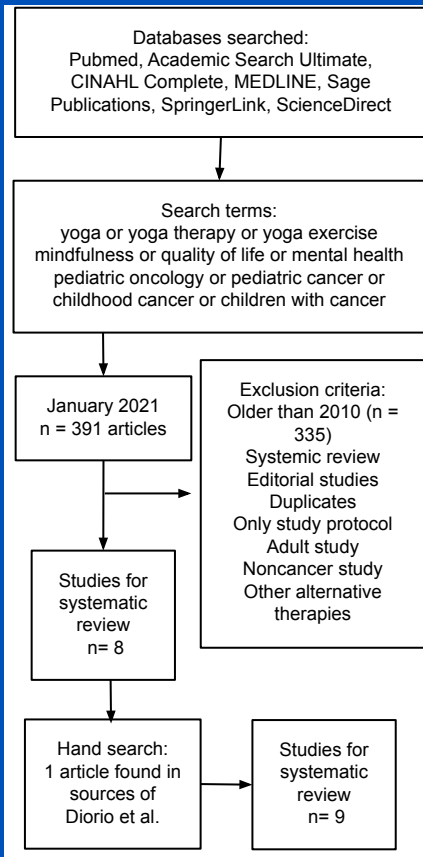 Databases searched:
Pubmed, Academic Search Ultimate,
CINAHL Complete, MEDLINE, Sage
Publications, SpringerLink, ScienceDirect
Search terms:
yoga or yoga therapy or yoga exercise
mindfulness or quality of life or mental health
pediatric oncology or pediatric cancer or
childhood cancer or children with cancer
January 2021
n = 391 articles
Exclusion criteria:
Older than 2010 (n =
335)
Systemic review
Editorial studies
Duplicates
Only study protocol
Adult study
Noncancer study
Other alternative
therapies
Studies for
systematic
review
n= 8
Hand search:
1 article found in
sources of
Diorio et al.
Studies for
systematic
review
n= 9